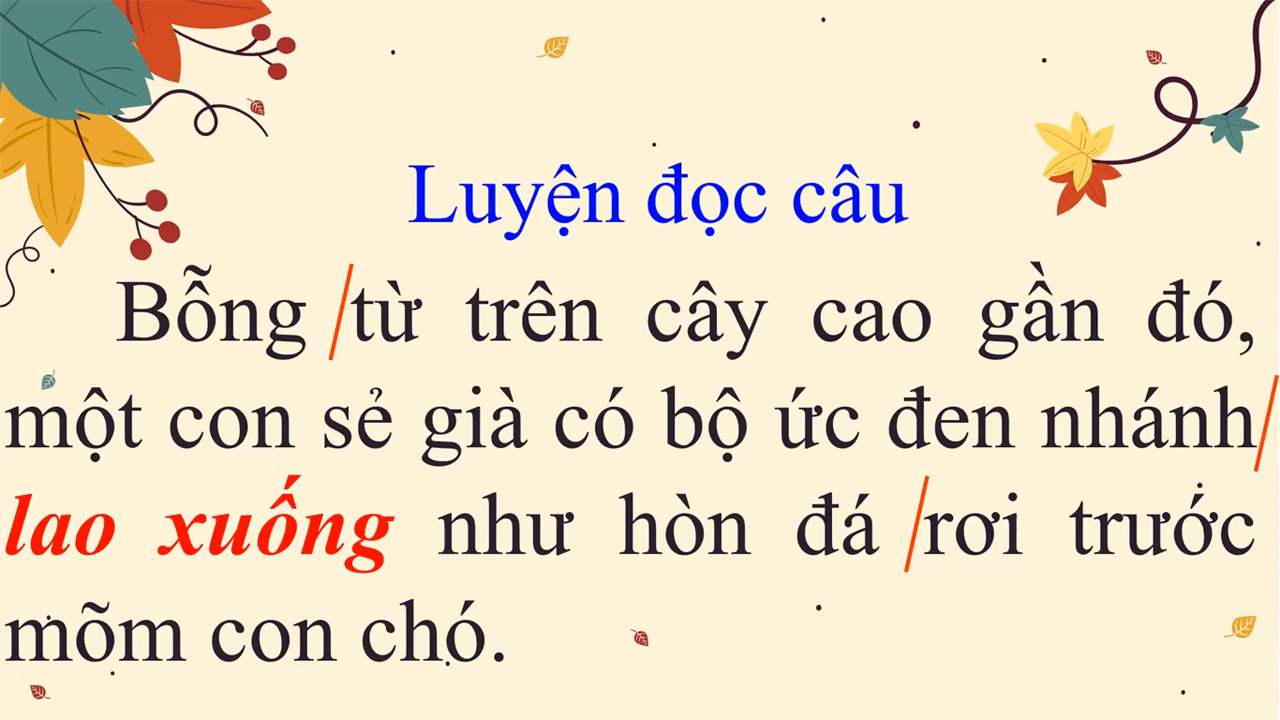 Luyện đọc câu
Bỗng /từ trên cây cao gần đó,
một con sẻ già có bộ ức đen nhánh/
lao xuống như hòn đá /rơi trước
mõm con chó.